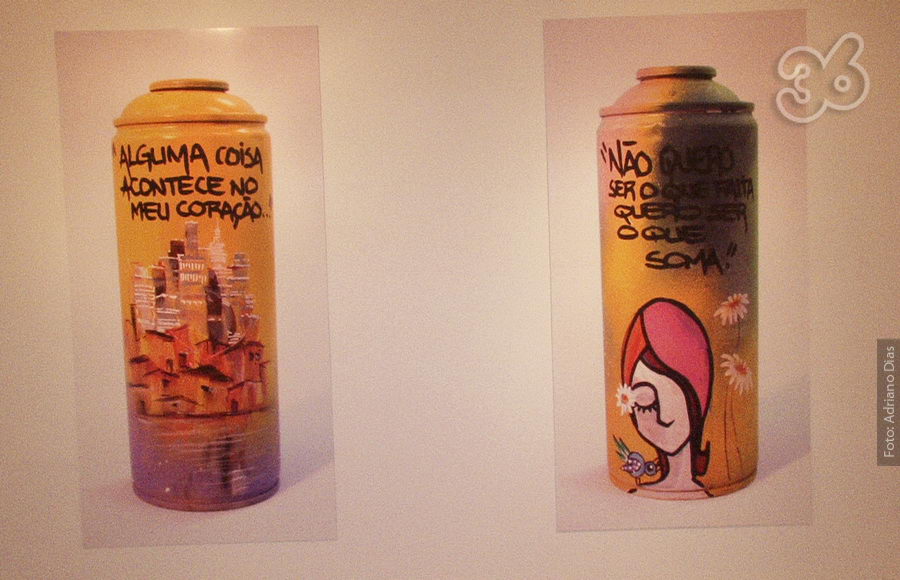 "ALGUMA COISA
ACONTECE NO
MEU CORAÇÃO..."
"NÃO QUERO
SER O QUE FALTA
QUERO SER
O QUE
SOMA."
36
Foto: Adriano Dias